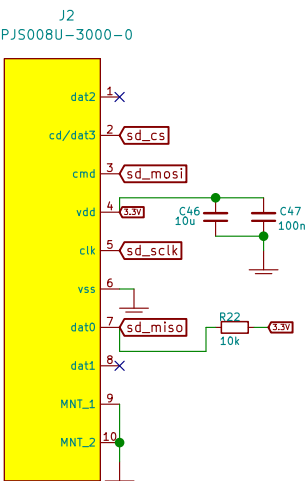 J2
PJS008U-3000-0
dat2 1
cd/dat3 2 sd_cs
cmd 3 sd_mosi
vdd 4 3.3V
C46 10u
C47 100n
clk 5 sd_sclk
vss 6
dat0 7 sd_miso
R22
10k
3.3V
dat1 8
MNT_1 9
MNT_2 10